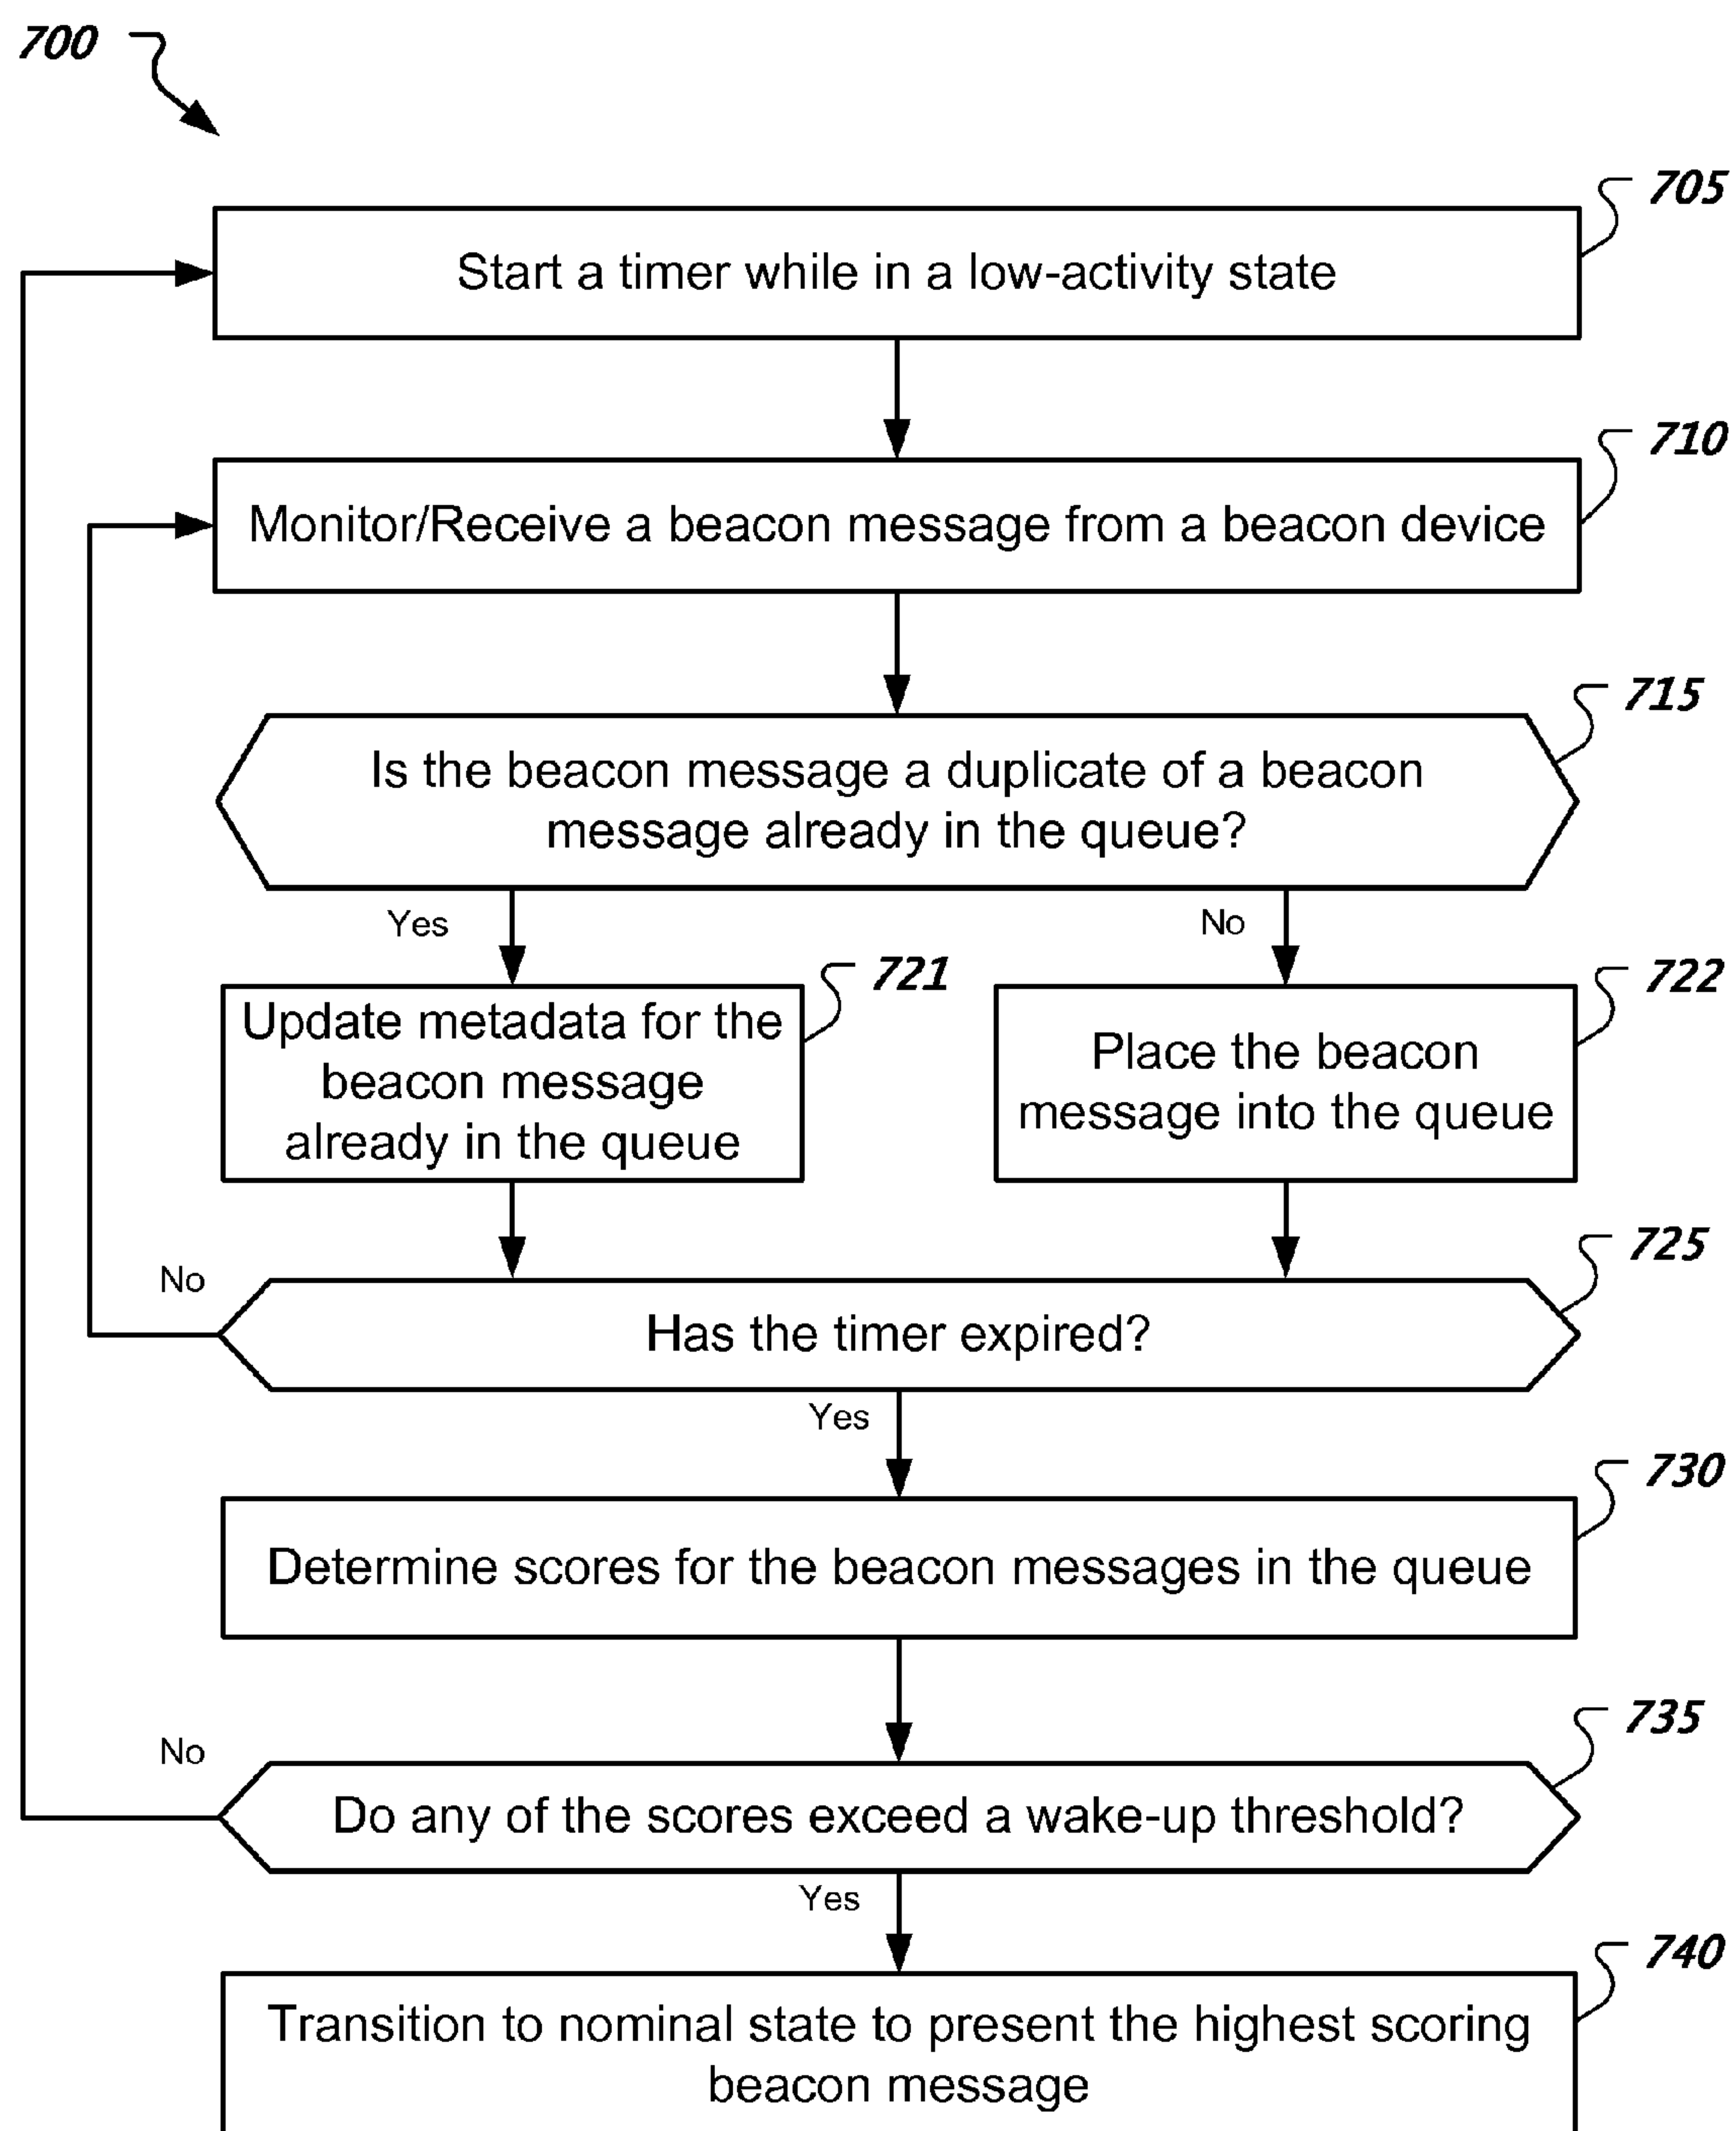 700
705
Start a timer while in a low-activity state
710
Monitor/Receive a beacon message from a beacon device
715
Is the beacon message a duplicate of a beacon
message already in the queue?
Yes
No
721
722
Update metadata for the
beacon message
already in the queue
Place the beacon
message into the queue
725
No
Has the timer expired?
Yes
730
Determine scores for the beacon messages in the queue
735
No
Do any of the scores exceed a wake-up threshold?
Yes
740
Transition to nominal state to present the highest scoring
beacon message